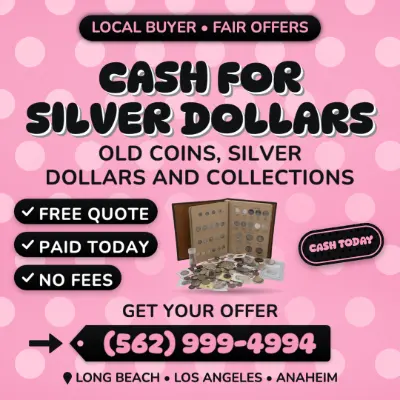 LOCAL BUYER • FAIR OFFERS
CASH FOR
SILVER DOLLARS
OLD COINS, SILVER
DOLLARS AND COLLECTIONS
FREE QUOTE
PAID TODAY
NO FEES
CASH TODAY
GET YOUR OFFER
(562) 999-4994
LONG BEACH • LOS ANGELES • ANAHEIM